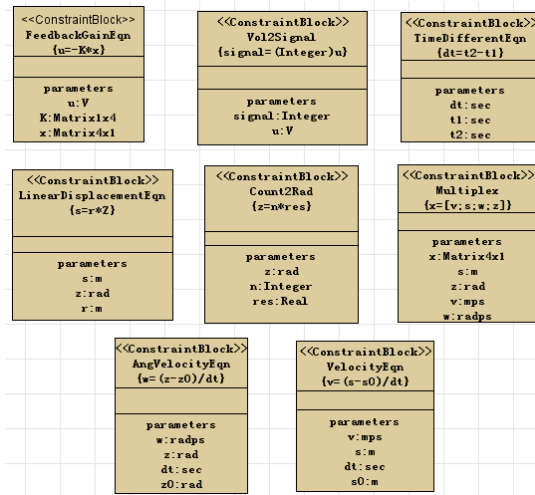 <<ConstraintBlock>>
FeedbackGainEqn
{u=-K*x}
parameters
u:V
K:Matrix1x4
x:Matrix4x1
<<ConstraintBlock>>
Vol2Signal
{signal=(Integer)u}
parameters
signal:Integer
u:V
<<ConstraintBlock>>
TimeDifferentEqn
{dt=t2-t1}
parameters
dt:sec
t1:sec
t2:sec
<<ConstraintBlock>>
LinearDisplacementEqn
{s=r*Z}
parameters
s:m
z:rad
r:m
<<ConstraintBlock>>
Count2Rad
{z=n*res}
parameters
z:rad
n:Integer
res:Real
<<ConstraintBlock>>
Multiplex
{x=[v;s;w;z]}
parameters
x:Matrix4x1
s:m
z:rad
v:mps
w:radps
<<ConstraintBlock>>
AngVelocityEqn
{w=(z-z0)/dt}
parameters
w:radps
z:rad
dt:sec
z0:rad
<<ConstraintBlock>>
VelocityEqn
{v=(s-s0)/dt}
parameters
v:mps
s:m
dt:sec
s0:m